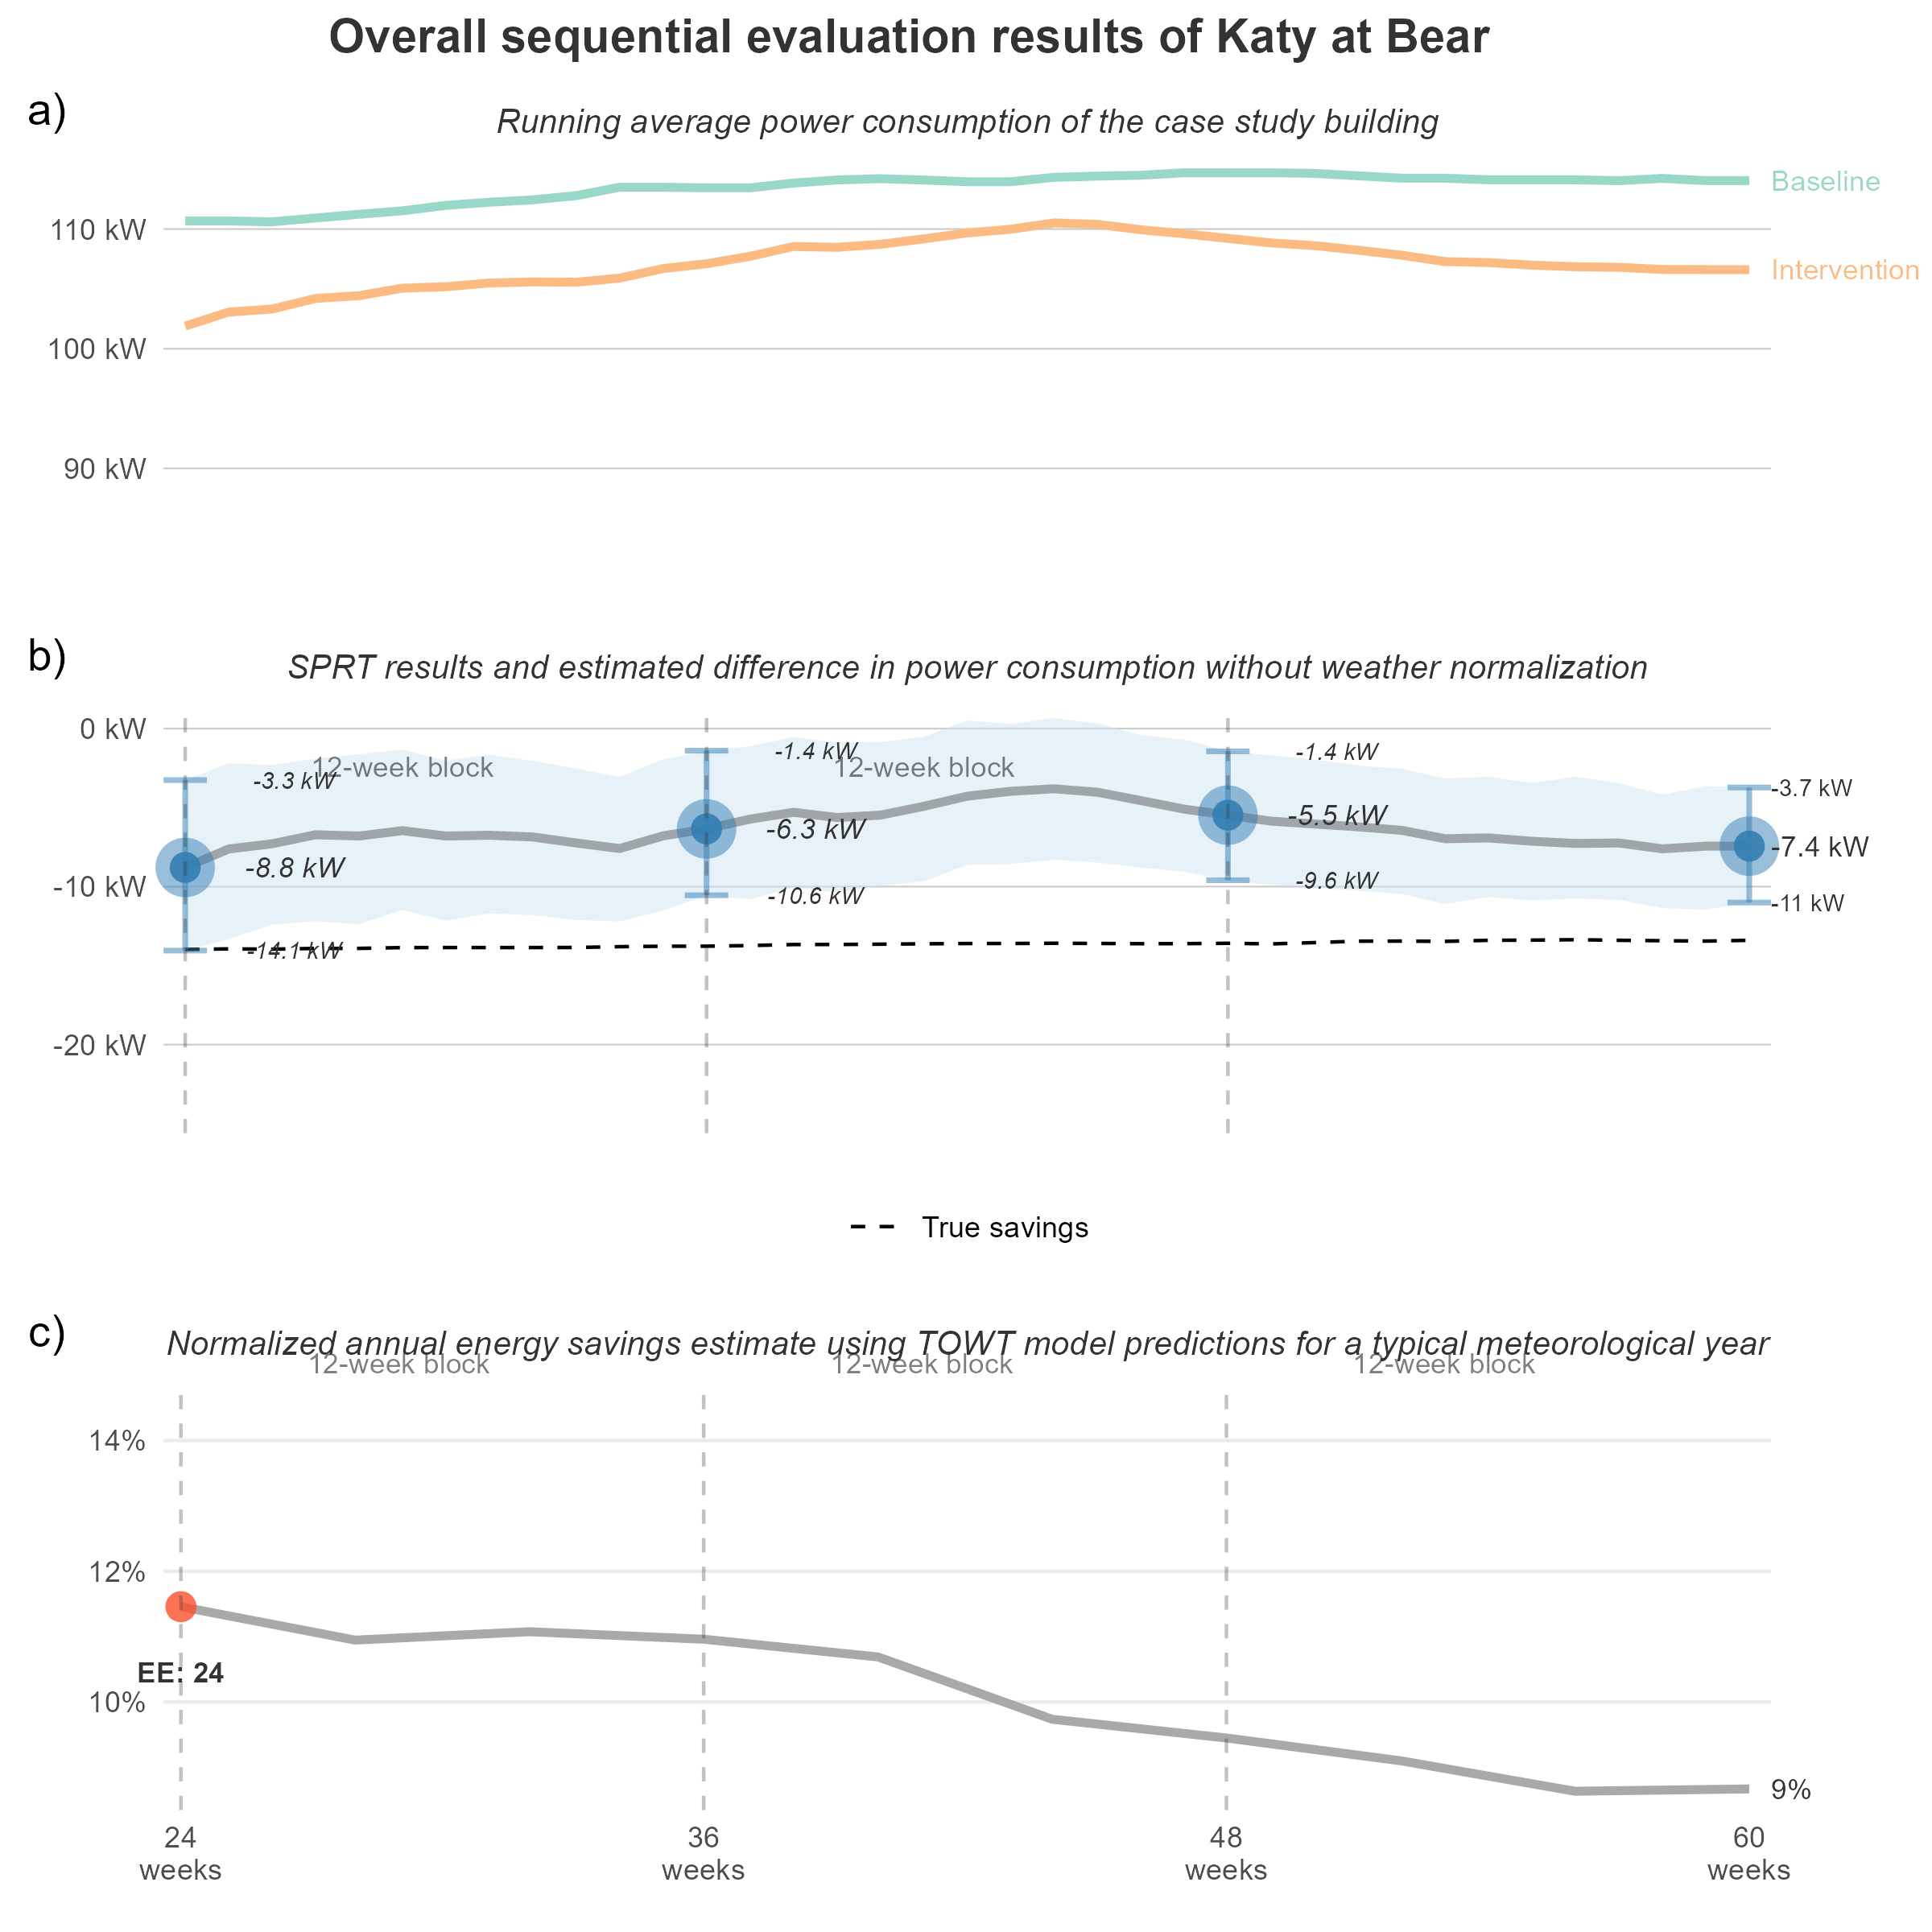 Overall sequential evaluation results of Katy at Bear
a)
Running average power consumption of the case study building
Baseline
110 kW
Intervention
100 kW
90 kW
b)
SPRT results and estimated difference in power consumption without weather normalization
0 kW
12-week block
12-week block
-3.3 kW
-1.4 kW
-1.4 kW
-3.7 kW
-8.8 kW
-6.3 kW
-5.5 kW
-7.4 kW
-10 kW
-14.1 kW
-10.6 kW
-9.6 kW
-11 kW
-20 kW
True savings
c)
Normalized annual energy savings estimate using TOWT model predictions for a typical meteorological year
12-week block
12-week block
12-week block
14%
12%
EE: 24
10%
9%
24
weeks
36
weeks
48
weeks
60
weeks